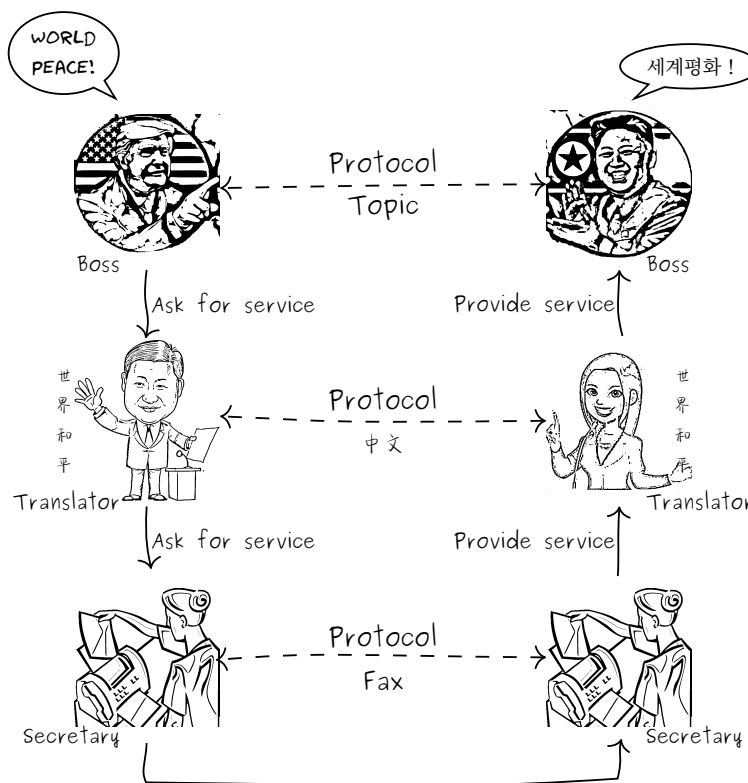 WORLD
PEACE!
세계평화 !
Protocol
Topic
Boss
Boss
Ask for service
Provide service
世
界
和
平
Protocol
中文
世
界
和
平
Translator
Translator
Ask for service
Provide service
Protocol
Fax
Secretary
Secretary